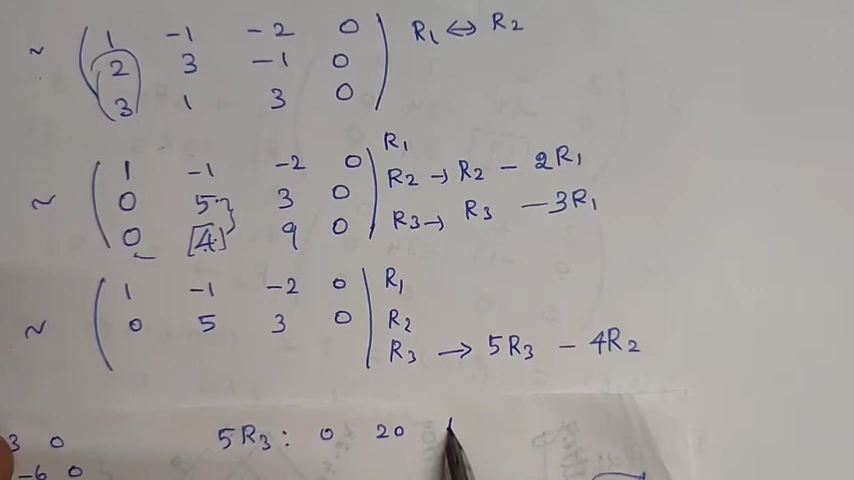 ~ ( 1 -1 -2 0 ) R1 ↔ R2
2 3 -1 0
3 1 3 0
~ ( 1 -1 -2 0 ) R1
0 5 3 0 R2 → R2 - 2R1
0 [4] 9 0 R3 → R3 - 3R1
~ ( 1 -1 -2 0 ) R1
0 5 3 0 R2
R3 → 5R3 - 4R2
3 0 5R3 : 0 20
-6 0